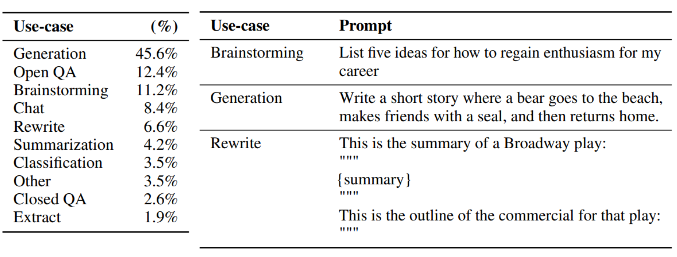 Use-case (%)
Generation 45.6%
Open QA 12.4%
Brainstorming 11.2%
Chat 8.4%
Rewrite 6.6%
Summarization 4.2%
Classification 3.5%
Other 3.5%
Closed QA 2.6%
Extract 1.9%
Use-case Prompt
Brainstorming List five ideas for how to regain enthusiasm for my
career
Generation Write a short story where a bear goes to the beach,
makes friends with a seal, and then returns home.
Rewrite This is the summary of a Broadway play:
"""
{summary}
"""
This is the outline of the commercial for that play:
"""